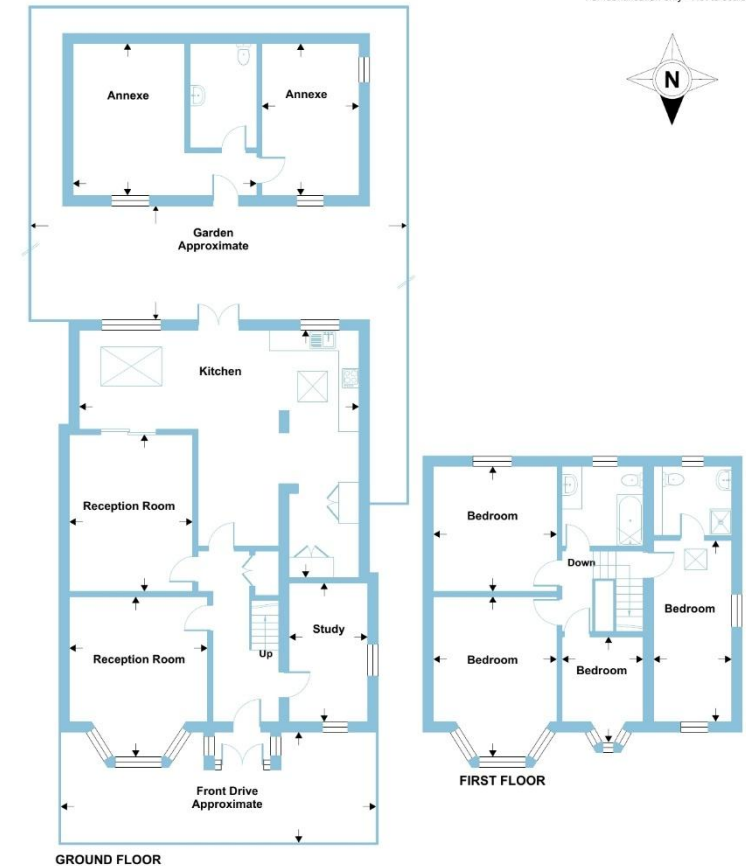 N
Annexe
Annexe
Garden
Approximate
Kitchen
Reception Room
Reception Room
Up
Study
Front Drive
Approximate
GROUND FLOOR
Bedroom
Down
Bedroom
Bedroom
Bedroom
FIRST FLOOR